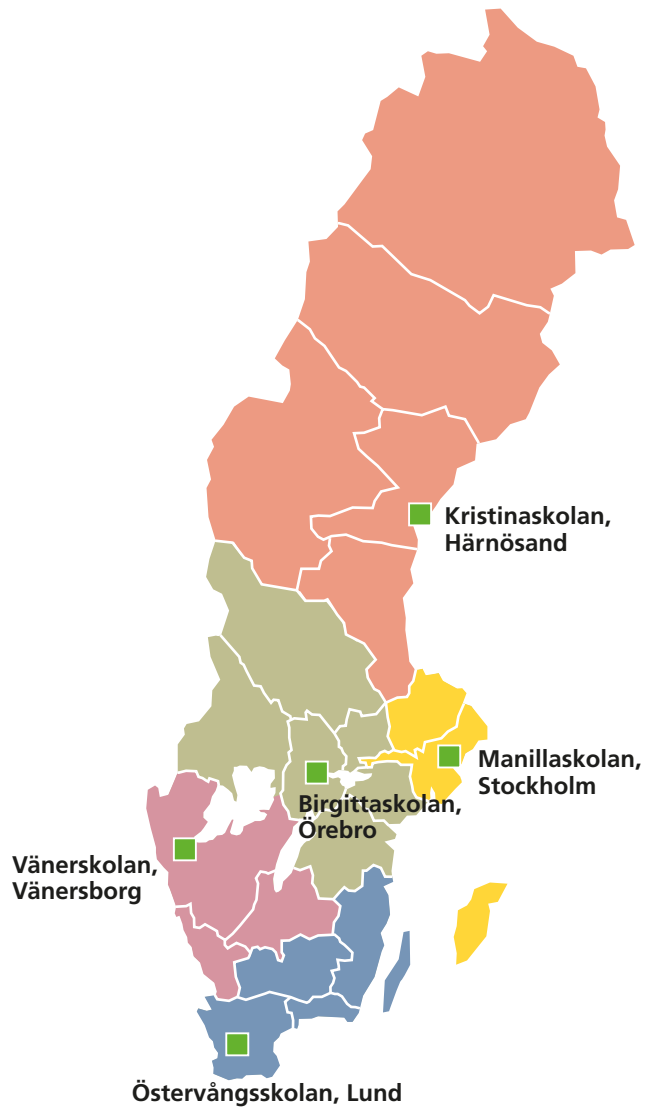 Kristinaskolan,
Härnösand
Manillaskolan,
Stockholm
Birgittaskolan,
Örebro
Vänerskolan,
Vänersborg
Östervångsskolan, Lund